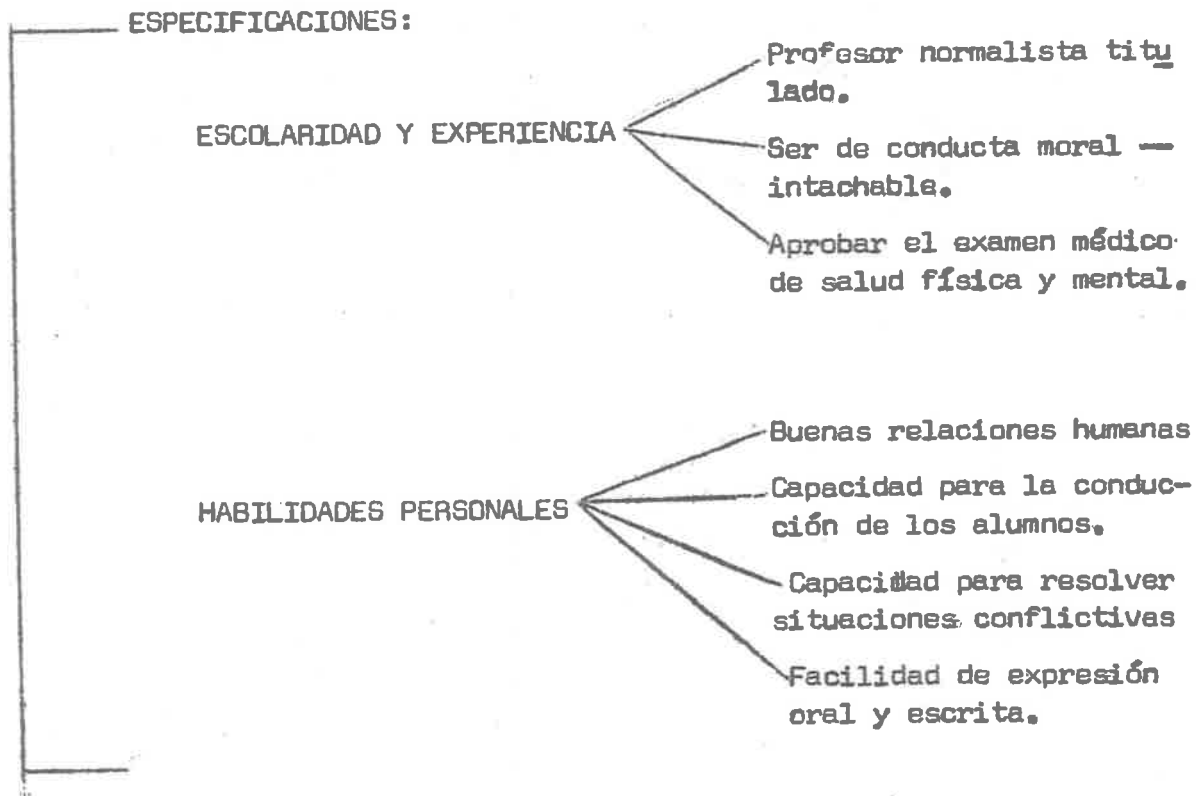 ESPECIFICACIONES:
Profesor normalista titu
lado.
ESCOLARIDAD Y EXPERIENCIA
Ser de conducta moral —
intachable.
Aprobar el examen médico
de salud física y mental.
Buenas relaciones humanas
Capacidad para la conduc-
ción de los alumnos.
HABILIDADES PERSONALES
Capacidad para resolver
situaciones conflictivas
Facilidad de expresión
oral y escrita.